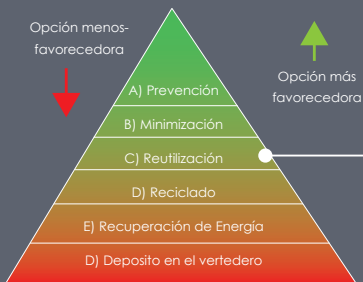 Opción menos-
favorecedora
Opción más
favorecedora
A) Prevención
B) Minimización
C) Reutilización
D) Reciclado
E) Recuperación de Energía
D) Deposito en el vertedero